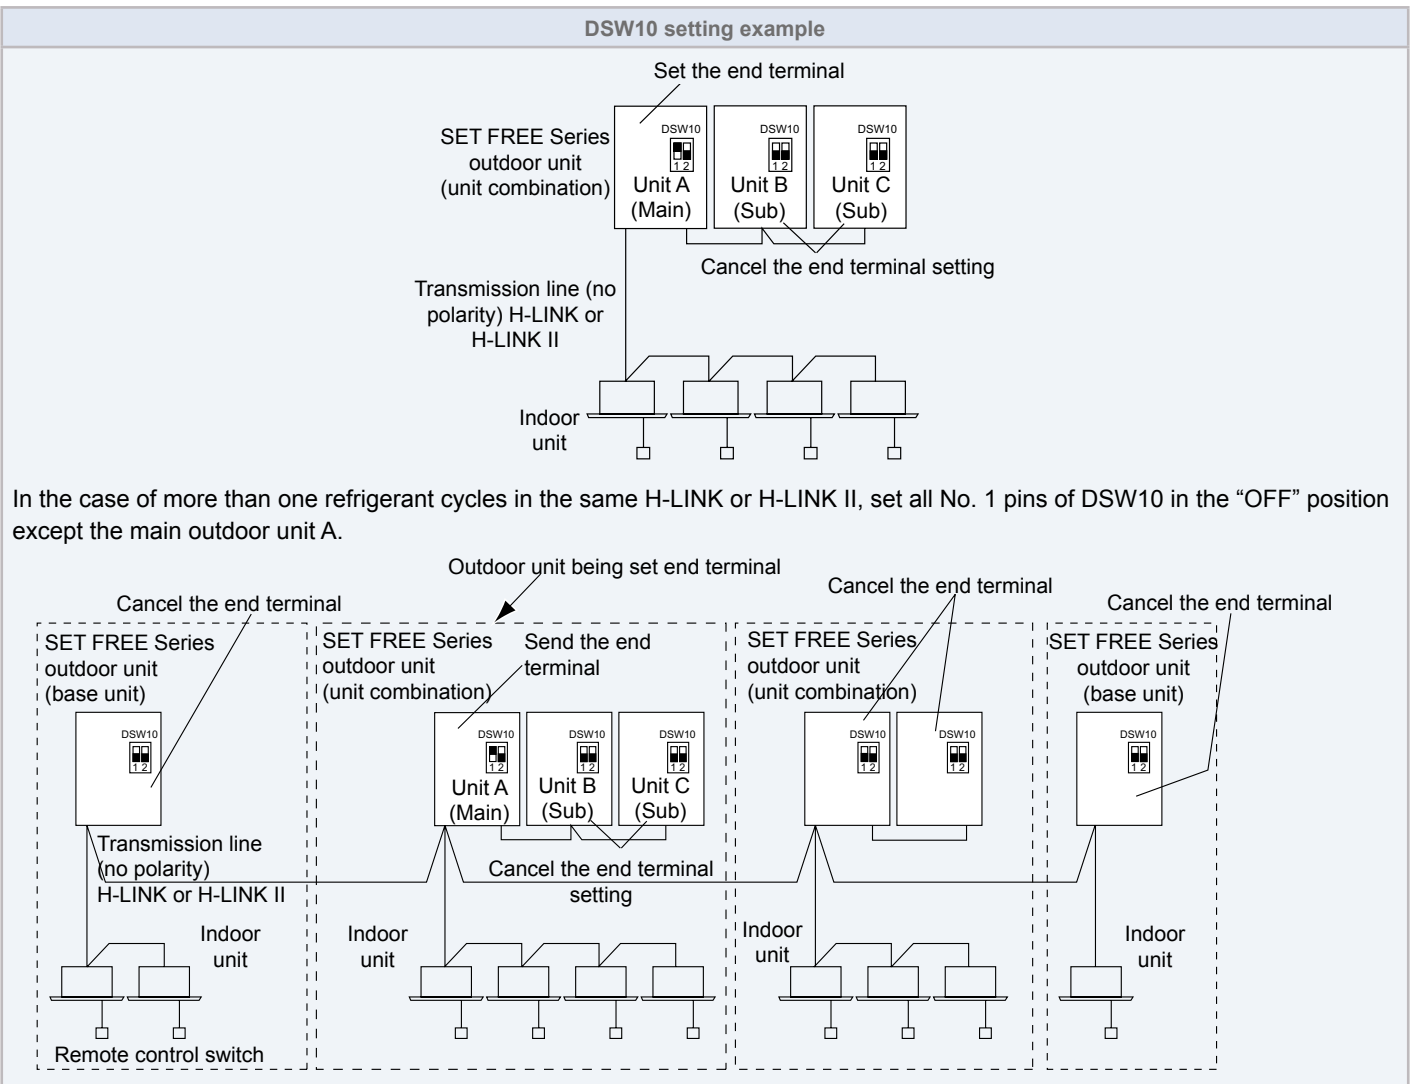 DSW10 setting example
Set the end terminal
SET FREE Series
outdoor unit
(unit combination)
DSW10
1 2
Unit A
(Main)
DSW10
1 2
Unit B
(Sub)
DSW10
1 2
Unit C
(Sub)
Cancel the end terminal setting
Transmission line (no
polarity) H-LINK or
H-LINK II
Indoor
unit
In the case of more than one refrigerant cycles in the same H-LINK or H-LINK II, set all No. 1 pins of DSW10 in the “OFF” position
except the main outdoor unit A.
Outdoor unit being set end terminal
Cancel the end terminal
Cancel the end terminal
Cancel the end terminal
SET FREE Series
outdoor unit
(base unit)
DSW10
1 2
Transmission line
(no polarity)
H-LINK or H-LINK II
Indoor
unit
Remote control switch
SET FREE Series
outdoor unit
(unit combination)
Send the end
terminal
DSW10
1 2
Unit A
(Main)
DSW10
1 2
Unit B
(Sub)
DSW10
1 2
Unit C
(Sub)
Cancel the end terminal
setting
Indoor
unit
SET FREE Series
outdoor unit
(unit combination)
DSW10
1 2
DSW10
1 2
Indoor
unit
SET FREE Series
outdoor unit
(base unit)
DSW10
1 2
Indoor
unit